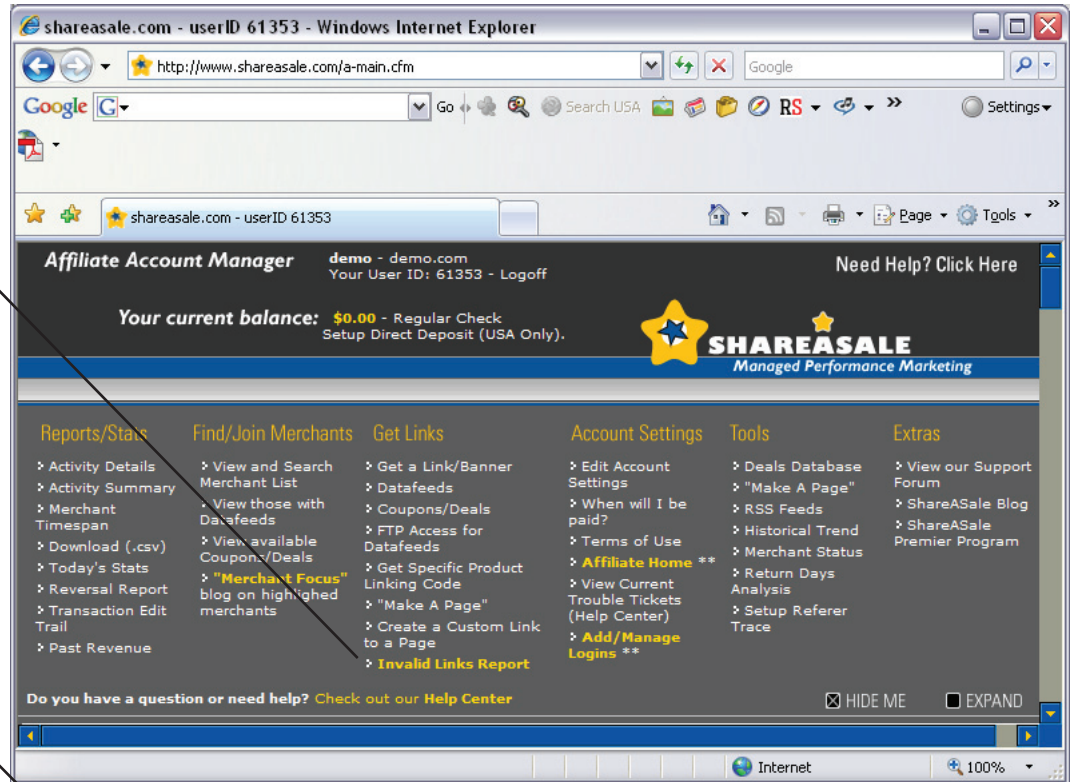 shareasale.com - userID 61353 - Windows Internet Explorer
http://www.shareasale.com/a-main.cfm
Google
Google G
Go
Search USA
RS
»
Settings
shareasale.com - userID 61353
Page
Tools
»
Affiliate Account Manager
demo - demo.com
Your User ID: 61353 - Logoff
Need Help? Click Here
Your current balance: $0.00 - Regular Check
Setup Direct Deposit (USA Only).
SHAREASALE
Managed Performance Marketing
Reports/Stats
Activity Details
Activity Summary
Merchant
Timespan
Download (.csv)
Today's Stats
Reversal Report
Transaction Edit
Trail
Past Revenue
Find/Join Merchants
View and Search
Merchant List
View those with
Datafeeds
View available
Coupons/Deals
"Merchant Focus"
blog on highlighed
merchants
Get Links
Get a Link/Banner
Datafeeds
Coupons/Deals
FTP Access for
Datafeeds
Get Specific Product
Linking Code
"Make A Page"
Create a Custom Link
to a Page
Invalid Links Report
Account Settings
Edit Account
Settings
When will I be
paid?
Terms of Use
Affiliate Home **
View Current
Trouble Tickets
(Help Center)
Add/Manage
Logins **
Tools
Deals Database
"Make A Page"
RSS Feeds
Historical Trend
Merchant Status
Return Days
Analysis
Setup Referer
Trace
Extras
View our Support
Forum
ShareASale Blog
ShareASale
Premier Program
Do you have a question or need help? Check out our Help Center
HIDE ME
EXPAND
Internet
100%